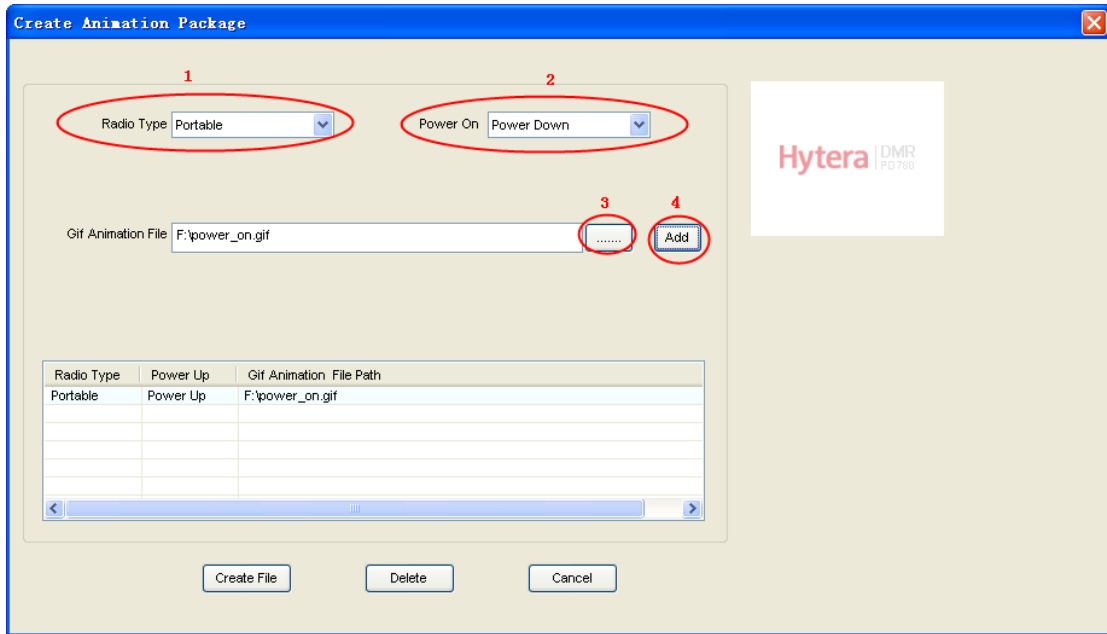 Create Animation Package
1
2
Radio Type Portable
Power On Power Down
Hytera DMR
PD780
3
4
Gif Animation File F:\power_on.gif
.......
Add
Radio Type Power Up Gif Animation File Path
Portable Power Up F:\power_on.gif
Create File
Delete
Cancel